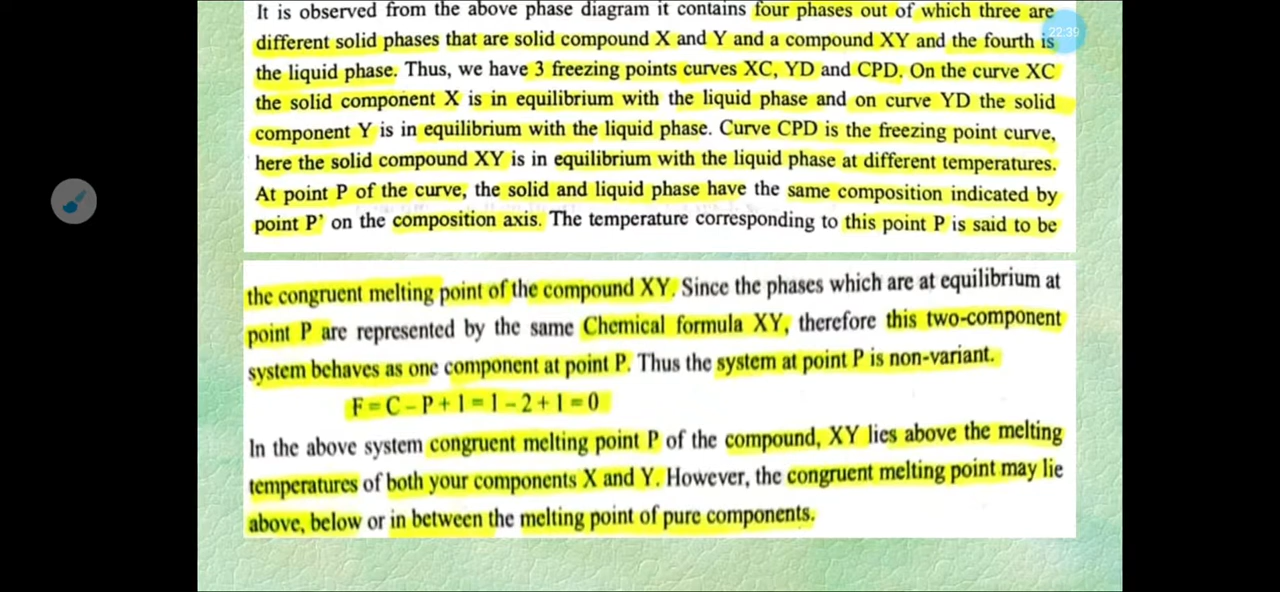 It is observed from the above phase diagram it contains four phases out of which three are
22:39
different solid phases that are solid compound X and Y and a compound XY and the fourth is
the liquid phase. Thus, we have 3 freezing points curves XC, YD and CPD. On the curve XC
the solid component X is in equilibrium with the liquid phase and on curve YD the solid
component Y is in equilibrium with the liquid phase. Curve CPD is the freezing point curve,
here the solid compound XY is in equilibrium with the liquid phase at different temperatures.
At point P of the curve, the solid and liquid phase have the same composition indicated by
point P' on the composition axis. The temperature corresponding to this point P is said to be
the congruent melting point of the compound XY. Since the phases which are at equilibrium at
point P are represented by the same Chemical formula XY, therefore this two-component
system behaves as one component at point P. Thus the system at point P is non-variant.
F = C – P + 1 = 1 – 2 + 1 = 0
In the above system congruent melting point P of the compound, XY lies above the melting
temperatures of both your components X and Y. However, the congruent melting point may lie
above, below or in between the melting point of pure components.